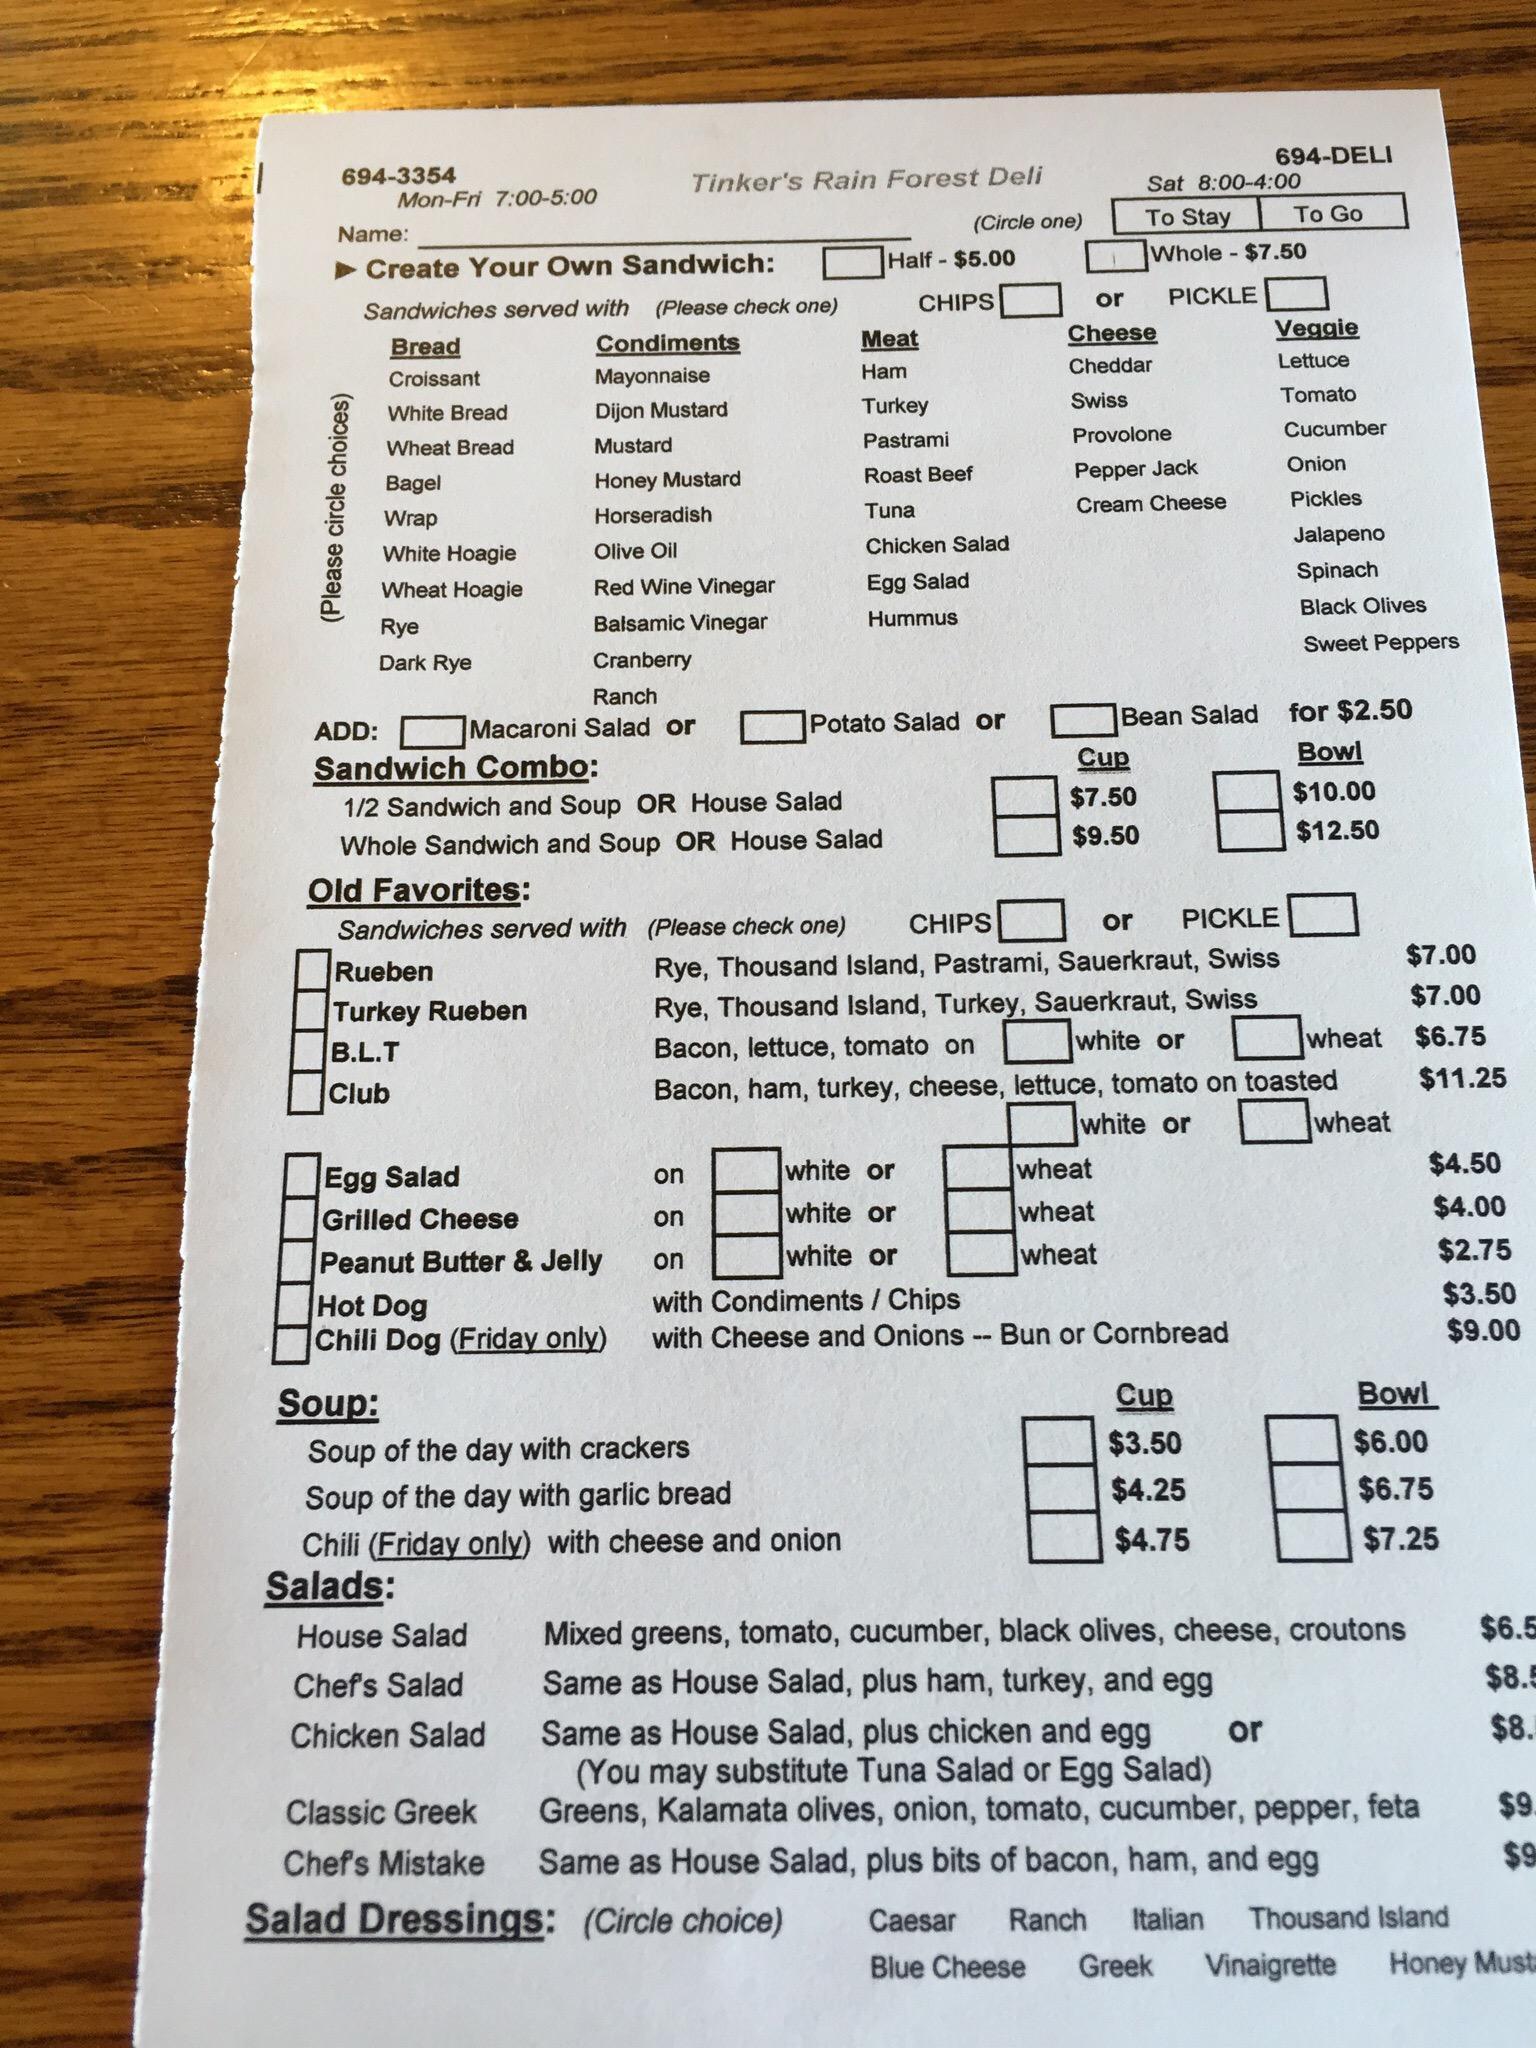 694-3354 Tinker's Rain Forest Deli 694-DELI
Mon-Fri 7:00-5:00 Sat 8:00-4:00
Name: (Circle one) To Stay To Go
► Create Your Own Sandwich: Half - $5.00 Whole - $7.50
Sandwiches served with (Please check one) CHIPS or PICKLE
(Please circle choices)
Bread Condiments Meat Cheese Veggie
Croissant Mayonnaise Ham Cheddar Lettuce
White Bread Dijon Mustard Turkey Swiss Tomato
Wheat Bread Mustard Pastrami Provolone Cucumber
Bagel Honey Mustard Roast Beef Pepper Jack Onion
Wrap Horseradish Tuna Cream Cheese Pickles
White Hoagie Olive Oil Chicken Salad Jalapeno
Wheat Hoagie Red Wine Vinegar Egg Salad Spinach
Rye Balsamic Vinegar Hummus Black Olives
Dark Rye Cranberry Sweet Peppers
Ranch
ADD: Macaroni Salad or Potato Salad or Bean Salad for $2.50
Sandwich Combo: Cup Bowl
1/2 Sandwich and Soup OR House Salad $7.50 $10.00
Whole Sandwich and Soup OR House Salad $9.50 $12.50
Old Favorites:
Sandwiches served with (Please check one) CHIPS or PICKLE
Rueben Rye, Thousand Island, Pastrami, Sauerkraut, Swiss $7.00
Turkey Rueben Rye, Thousand Island, Turkey, Sauerkraut, Swiss $7.00
B.L.T Bacon, lettuce, tomato on white or wheat $6.75
Club Bacon, ham, turkey, cheese, lettuce, tomato on toasted $11.25
white or wheat
Egg Salad on white or wheat $4.50
Grilled Cheese on white or wheat $4.00
Peanut Butter & Jelly on white or wheat $2.75
Hot Dog with Condiments / Chips $3.50
Chili Dog (Friday only) with Cheese and Onions -- Bun or Cornbread $9.00
Soup: Cup Bowl
Soup of the day with crackers $3.50 $6.00
Soup of the day with garlic bread $4.25 $6.75
Chili (Friday only) with cheese and onion $4.75 $7.25
Salads:
House Salad Mixed greens, tomato, cucumber, black olives, cheese, croutons $6.5
Chef's Salad Same as House Salad, plus ham, turkey, and egg $8.5
Chicken Salad Same as House Salad, plus chicken and egg or $8.
(You may substitute Tuna Salad or Egg Salad)
Classic Greek Greens, Kalamata olives, onion, tomato, cucumber, pepper, feta $9.
Chef's Mistake Same as House Salad, plus bits of bacon, ham, and egg $9
Salad Dressings: (Circle choice) Caesar Ranch Italian Thousand Island
Blue Cheese Greek Vinaigrette Honey